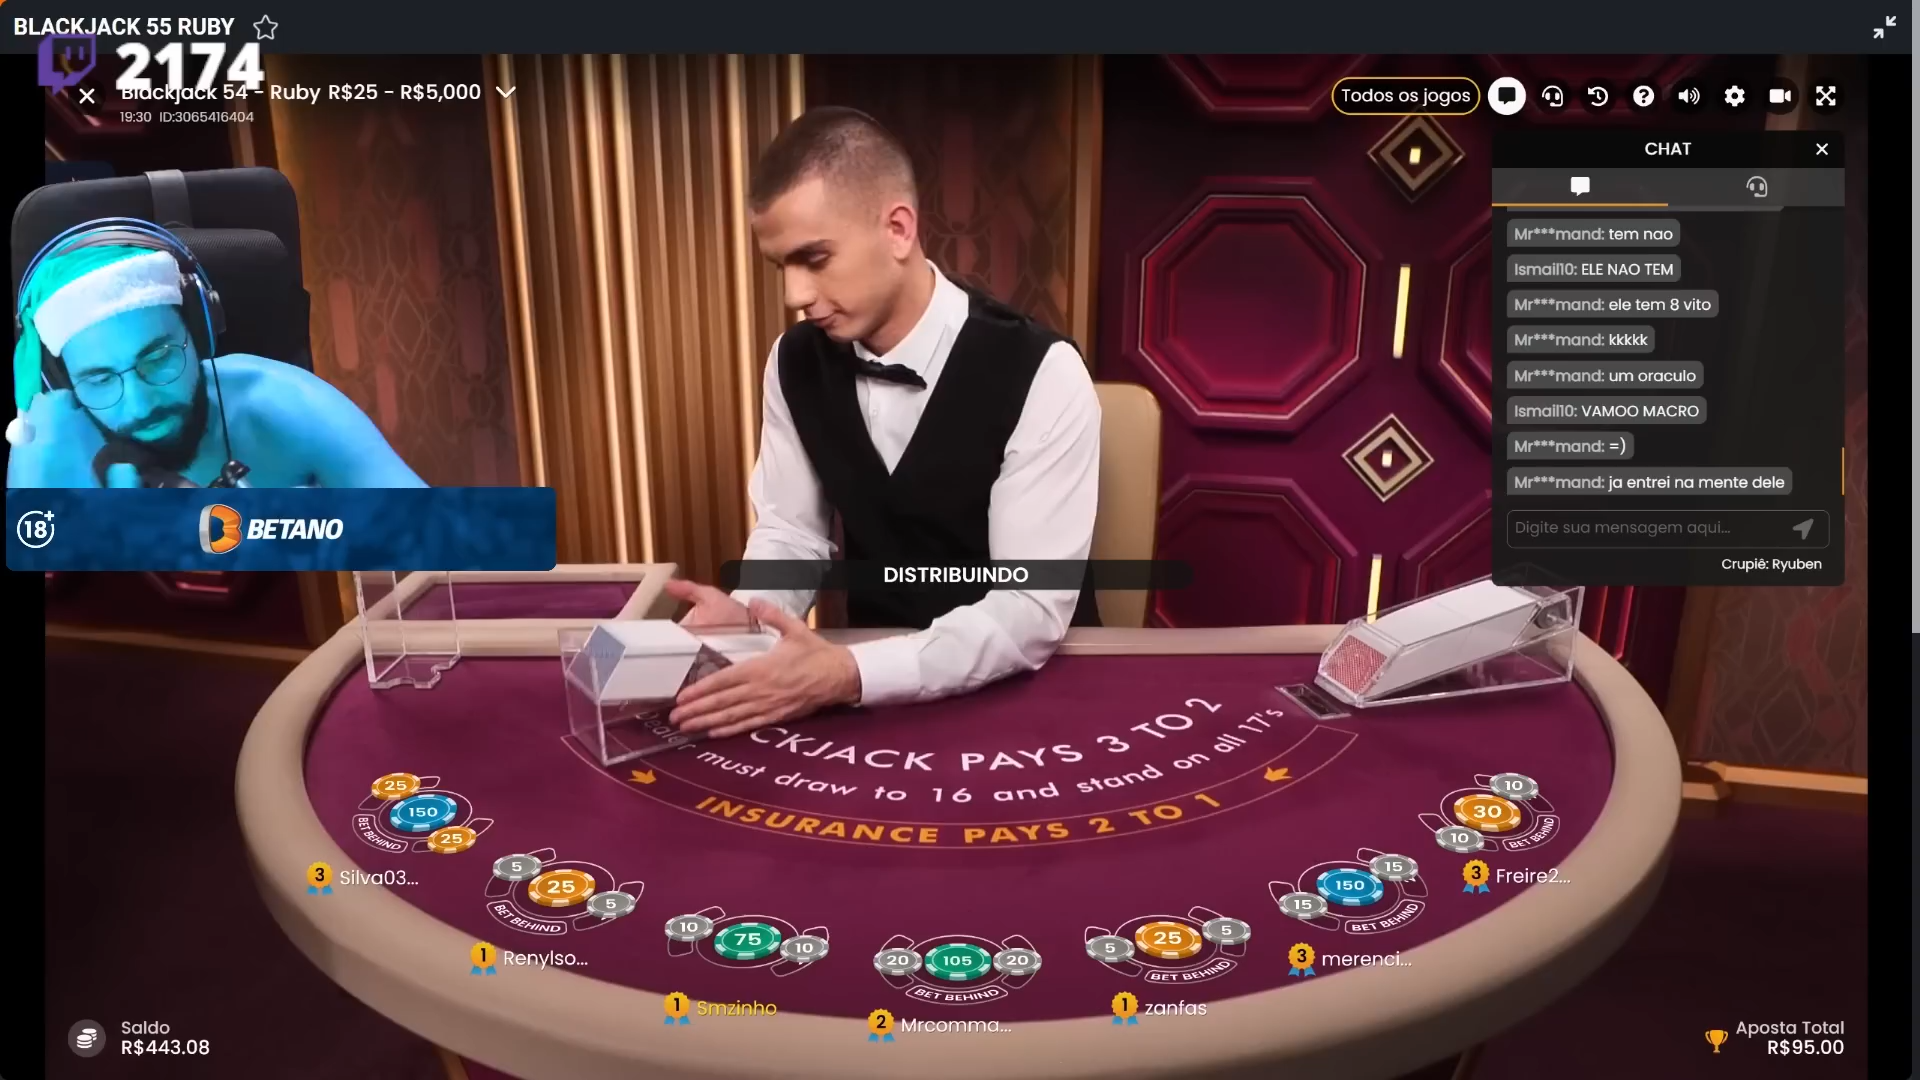 BLACKJACK 55 RUBY
2174
Blackjack 54 - Ruby R$25 - R$5,000
19:30 ID:3065416404
Todos os jogos
CHAT
Mr***mand: tem nao
Ismail10: ELE NAO TEM
Mr***mand: ele tem 8 vito
Mr***mand: kkkkk
Mr***mand: um oraculo
Ismail10: VAMOO MACRO
Mr***mand: =)
Mr***mand: ja entrei na mente dele
Digite sua mensagem aqui...
Crupiê: Ryuben
18+
BETANO
DISTRIBUINDO
CKJACK PAYS 3 TO 2
Dealer must draw to 16 and stand on all 17's
INSURANCE PAYS 2 TO 1
25
150
25
BET BEHIND
3 Silva03...
5
25
5
BET BEHIND
1 Renylso...
10
75
10
1 Smzinho
20
105
20
BET BEHIND
2 Mrcomma...
5
25
5
BET BEHIND
1 zanfas
15
150
15
BET BEHIND
3 merenci...
10
30
10
BET BEHIND
3 Freire2...
Saldo
R$443.08
Aposta Total
R$95.00